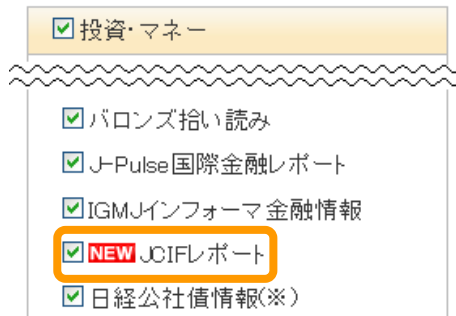 投資・マネー
バロンズ拾い読み
J-Pulse国際金融レポート
IGMJインフォーマ金融情報
NEW JCIFレポート
日経公社債情報(※)